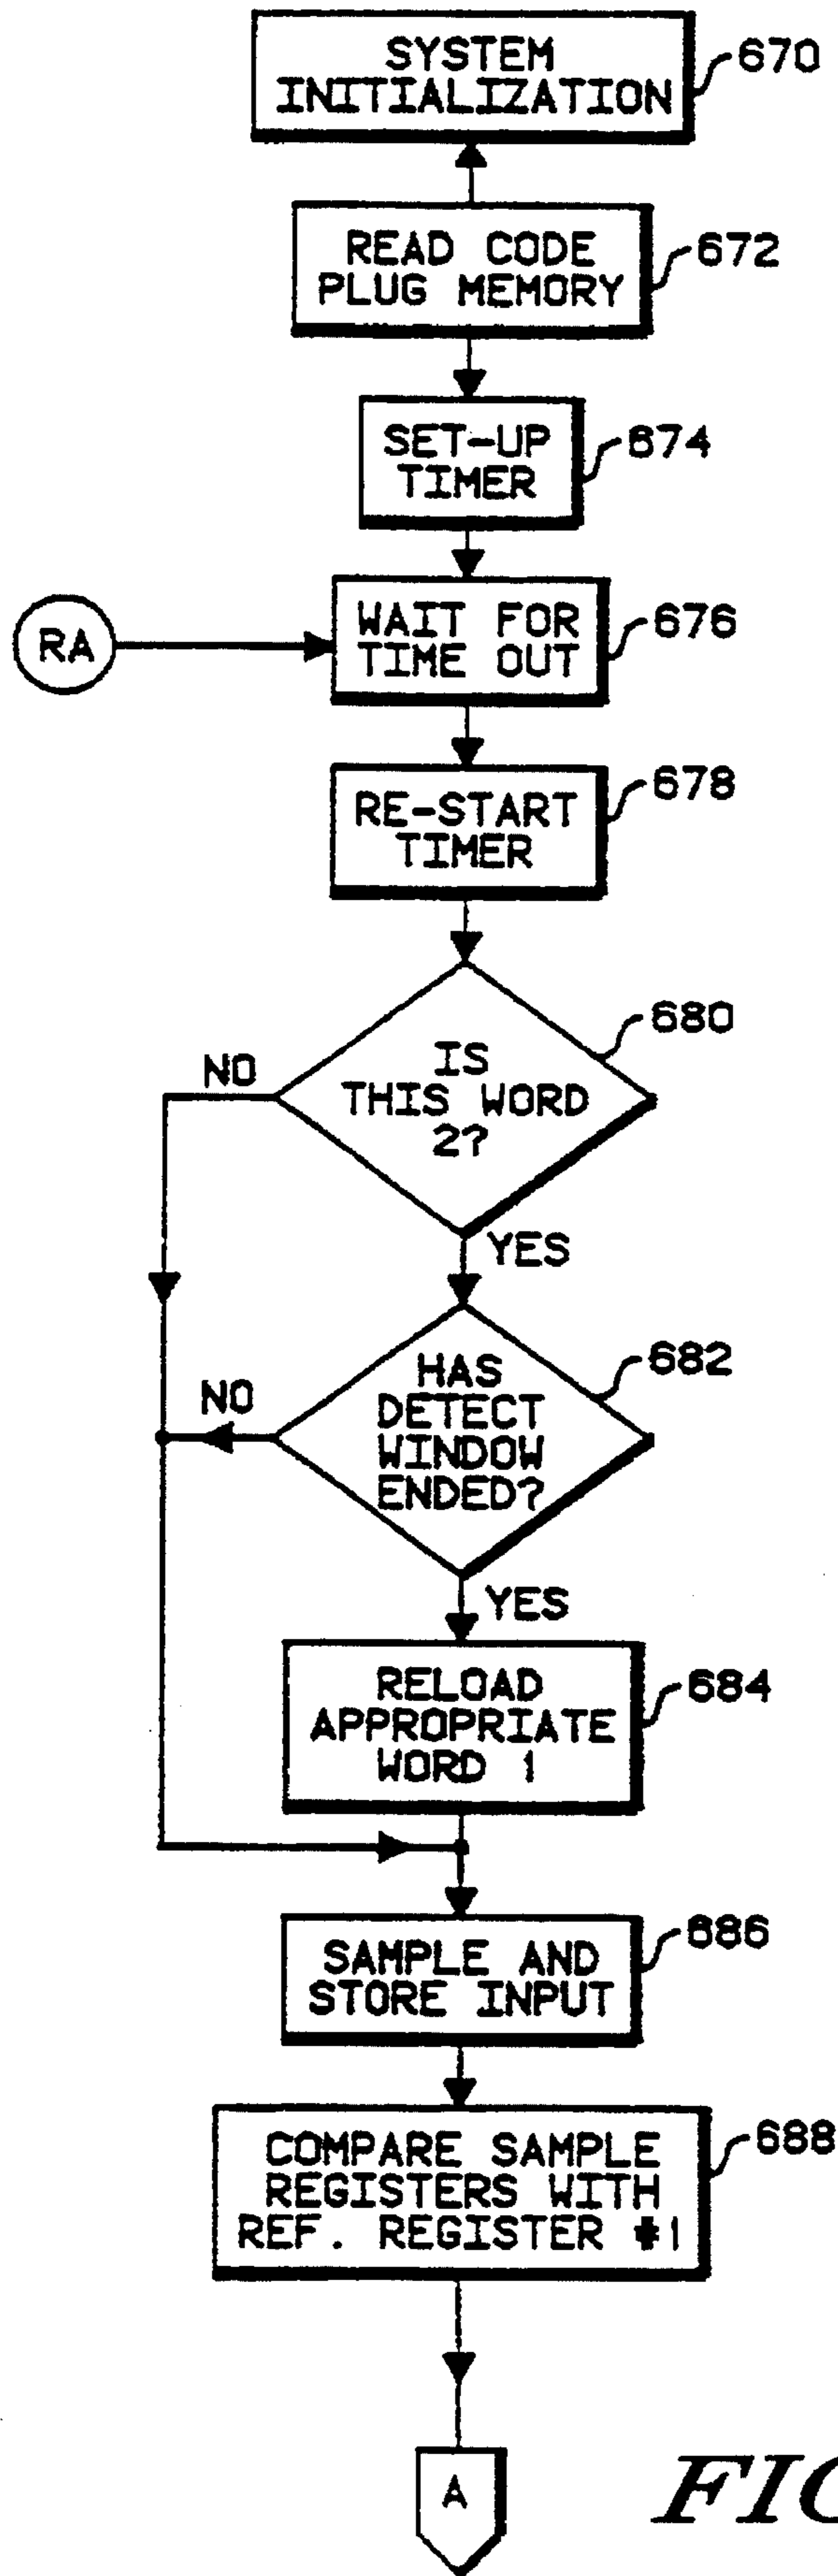 SYSTEM
INITIALIZATION
670
READ CODE
PLUG MEMORY
672
SET-UP
TIMER
674
RA
WAIT FOR
TIME OUT
676
RE-START
TIMER
678
IS
THIS WORD
2?
680
NO
YES
HAS
DETECT
WINDOW
ENDED?
682
NO
YES
RELOAD
APPROPRIATE
WORD 1
684
SAMPLE AND
STORE INPUT
686
COMPARE SAMPLE
REGISTERS WITH
REF. REGISTER #1
688
A